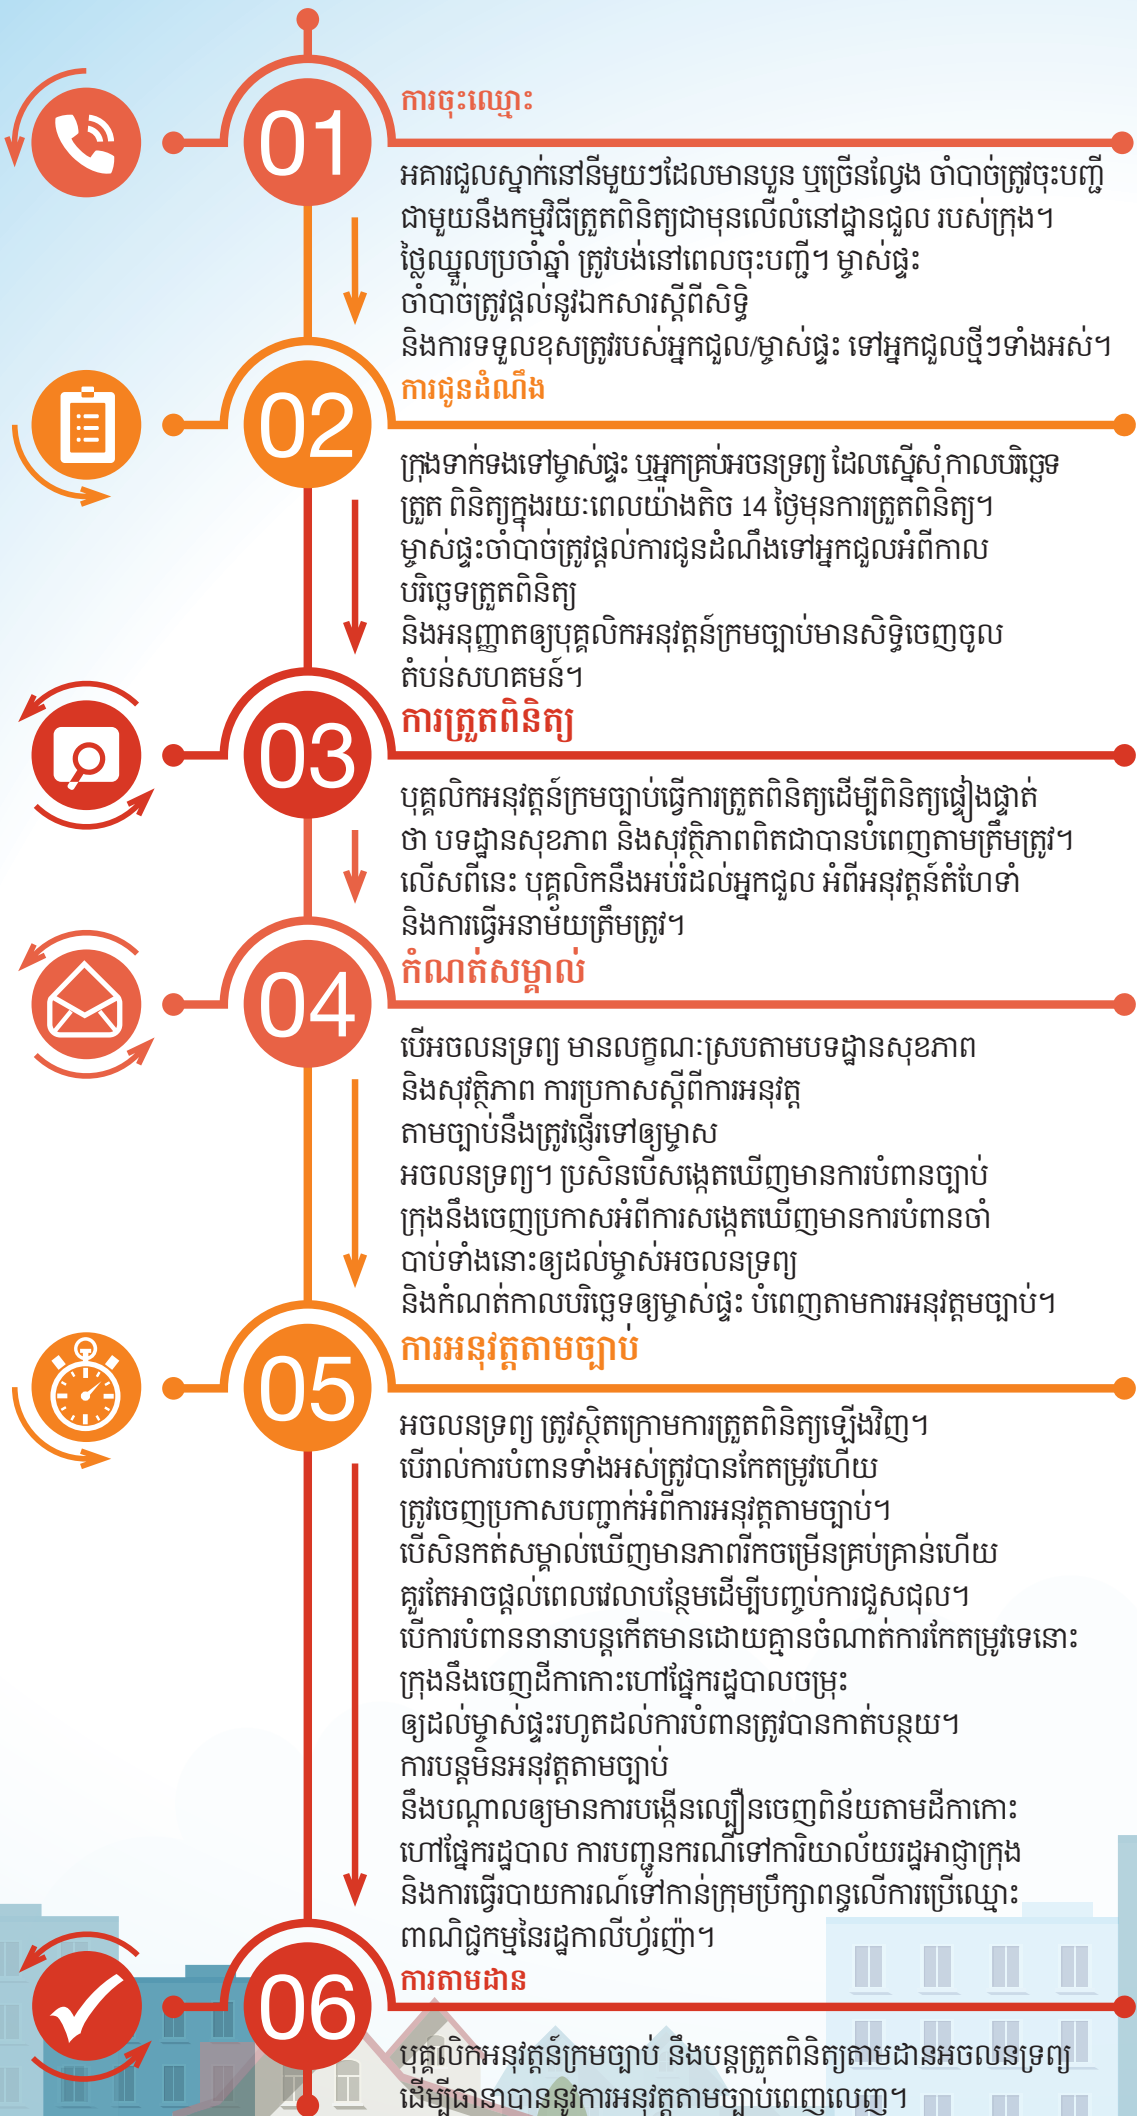 01
ការចុះឈ្មោះ
អគារជួលស្នាក់នៅនីមួយៗដែលមានបួន ឬច្រើនល្វែង ចាំបាច់ត្រូវចុះបញ្ជី
ជាមួយនឹងកម្មវិធីត្រួតពិនិត្យជាមុនលើលំនៅដ្ឋានជួល របស់ក្រុង។
ថ្លៃឈ្នួលប្រចាំឆ្នាំ ត្រូវបង់នៅពេលចុះបញ្ជី។ ម្ចាស់ផ្ទះ
ចាំបាច់ត្រូវផ្តល់នូវឯកសារស្តីពីសិទ្ធិ
និងការទទួលខុសត្រូវរបស់អ្នកជួល/ម្ចាស់ផ្ទះ ទៅអ្នកជួលថ្មីៗទាំងអស់។
02
ការជូនដំណឹង
ក្រុងទាក់ទងទៅម្ចាស់ផ្ទះ ឬអ្នកគ្រប់អចនទ្រព្យ ដែលស្នើសុំកាលបរិច្ឆេទ
ត្រួត ពិនិត្យក្នុងរយៈពេលយ៉ាងតិច 14 ថ្ងៃមុនការត្រួតពិនិត្យ។
ម្ចាស់ផ្ទះចាំបាច់ត្រូវផ្តល់ការជូនដំណឹងទៅអ្នកជួលអំពីកាល
បរិច្ឆេទត្រួតពិនិត្យ
និងអនុញ្ញាតឲ្យបុគ្គលិកអនុវត្តន៍ក្រមច្បាប់មានសិទ្ធិចេញចូល
តំបន់សហគមន៍។
03
ការត្រួតពិនិត្យ
បុគ្គលិកអនុវត្តន៍ក្រមច្បាប់ធ្វើការត្រួតពិនិត្យដើម្បីពិនិត្យផ្ទៀងផ្ទាត់
ថា បទដ្ឋានសុខភាព និងសុវត្ថិភាពពិតជាបានបំពេញតាមត្រឹមត្រូវ។
លើសពីនេះ បុគ្គលិកនឹងអប់រំដល់អ្នកជួល អំពីអនុវត្តន៍តំហែទាំ
និងការធ្វើអនាម័យត្រឹមត្រូវ។
04
កំណត់សម្គាល់
បើអចលនទ្រព្យ មានលក្ខណៈស្របតាមបទដ្ឋានសុខភាព
និងសុវត្ថិភាព ការប្រកាសស្តីពីការអនុវត្ត
តាមច្បាប់នឹងត្រូវផ្ញើរទៅឲ្យម្ចាស
អចលនទ្រព្យ។ ប្រសិនបើសង្កេតឃើញមានការបំពានច្បាប់
ក្រុងនឹងចេញប្រកាសអំពីការសង្កេតឃើញមានការបំពានចាំ
បាប់ទាំងនោះឲ្យដល់ម្ចាស់អចលនទ្រព្យ
និងកំណត់កាលបរិច្ឆេទឲ្យម្ចាស់ផ្ទះ បំពេញតាមការអនុវត្តមច្បាប់។
05
ការអនុវត្តតាមច្បាប់
អចលនទ្រព្យ ត្រូវស្ថិតក្រោមការត្រួតពិនិត្យឡើងវិញ។
បើរាល់ការបំពានទាំងអស់ត្រូវបានកែតម្រូវហើយ
ត្រូវចេញប្រកាសបញ្ជាក់អំពីការអនុវត្តតាមច្បាប់។
បើសិនកត់សម្គាល់ឃើញមានភាពរីកចម្រើនគ្រប់គ្រាន់ហើយ
គួរតែអាចផ្តល់ពេលវេលាបន្ថែមដើម្បីបញ្ចប់ការជួសជុល។
បើការបំពាននានាបន្តកើតមានដោយគ្មានចំណាត់ការកែតម្រូវទេនោះ
ក្រុងនឹងចេញដីកាកោះហៅផ្នែករដ្ឋបាលចម្រុះ
ឲ្យដល់ម្ចាស់ផ្ទះរហូតដល់ការបំពានត្រូវបានកាត់បន្ថយ។
ការបន្តមិនអនុវត្តតាមច្បាប់
នឹងបណ្តាលឲ្យមានការបង្កើនល្បឿនចេញពិន័យតាមដីកាកោះ
ហៅផ្នែករដ្ឋបាល ការបញ្ជូនករណីទៅការិយាល័យរដ្ឋអាជ្ញាក្រុង
និងការធ្វើរបាយការណ៍ទៅកាន់ក្រុមប្រឹក្សាពន្ធលើការប្រើឈ្មោះ
ពាណិជ្ជកម្មនៃរដ្ឋកាលីហ្វ័រញ៉ា។
06
ការតាមដាន
បុគ្គលិកអនុវត្តន៍ក្រមច្បាប់ នឹងបន្តត្រួតពិនិត្យតាមដានអចលនទ្រព្យ
ដើម្បីធានាបាននូវការអនុវត្តតាមច្បាប់ពេញលេញ។